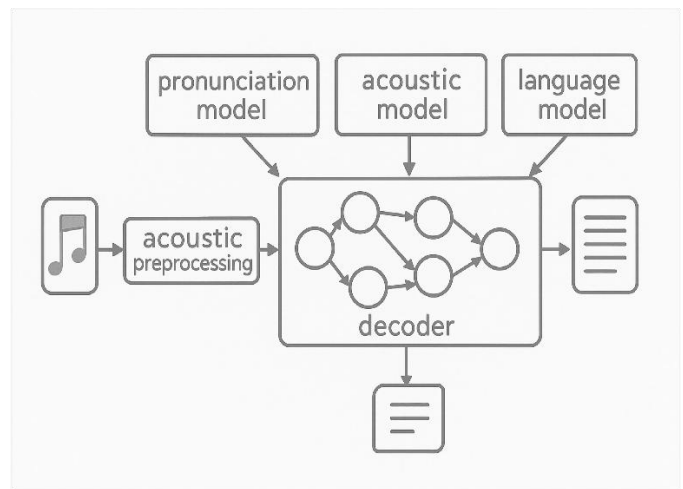 pronunciation
model
acoustic
model
language
model
acoustic
preprocessing
decoder